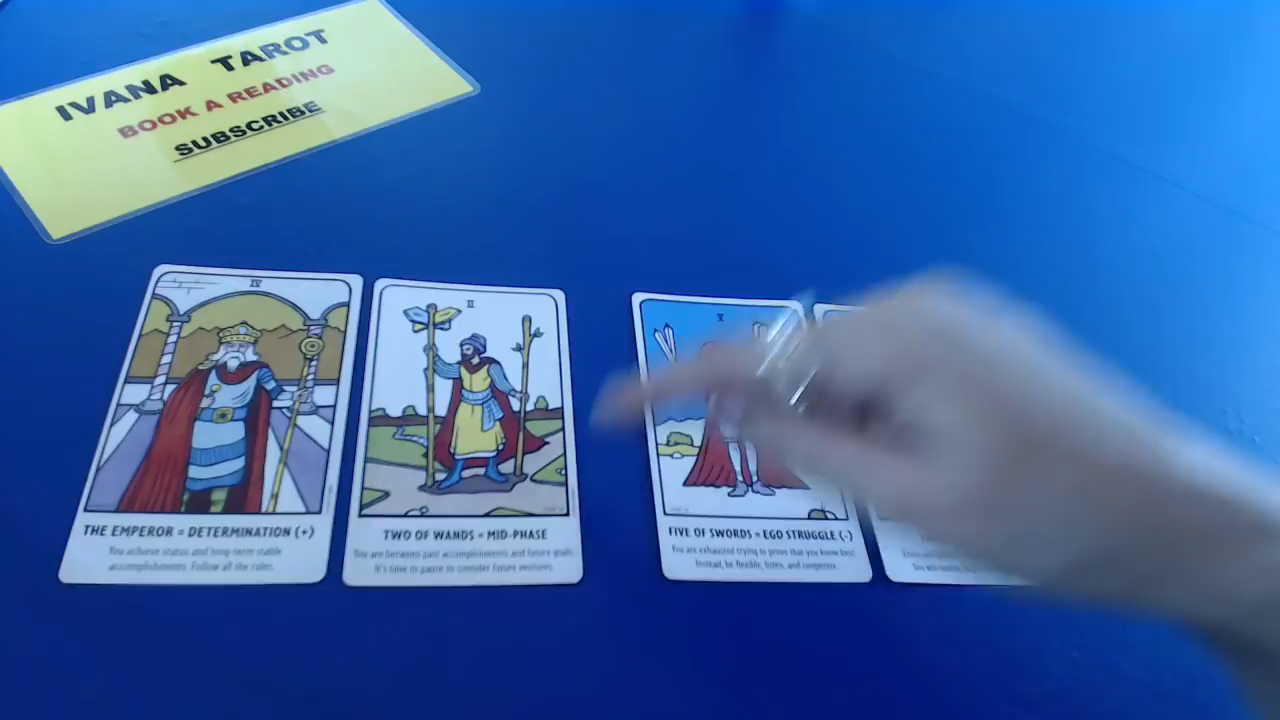 IVANA TAROT
BOOK A READING
SUBSCRIBE
IV
THE EMPEROR = DETERMINATION (+)
You achieve status and long-term stable
accomplishments. Follow all the rules.
II
TWO OF WANDS = MID-PHASE
You are between past accomplishments and future goals.
It's time to pause to consider future ventures.
V
FIVE OF SWORDS = EGO STRUGGLE (-)
You are exhausted trying to prove that you know best.
Instead, be flexible, listen, and cooperate.